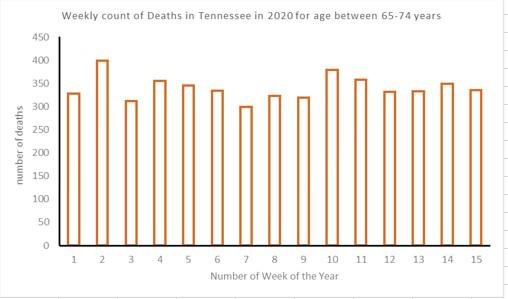 Weekly count of Deaths in Tennessee in 2020 for age between 65-74 years
number of deaths
450
400
350
300
250
200
150
100
50
0
1 2 3 4 5 6 7 8 9 10 11 12 13 14 15
Number of Week of the Year